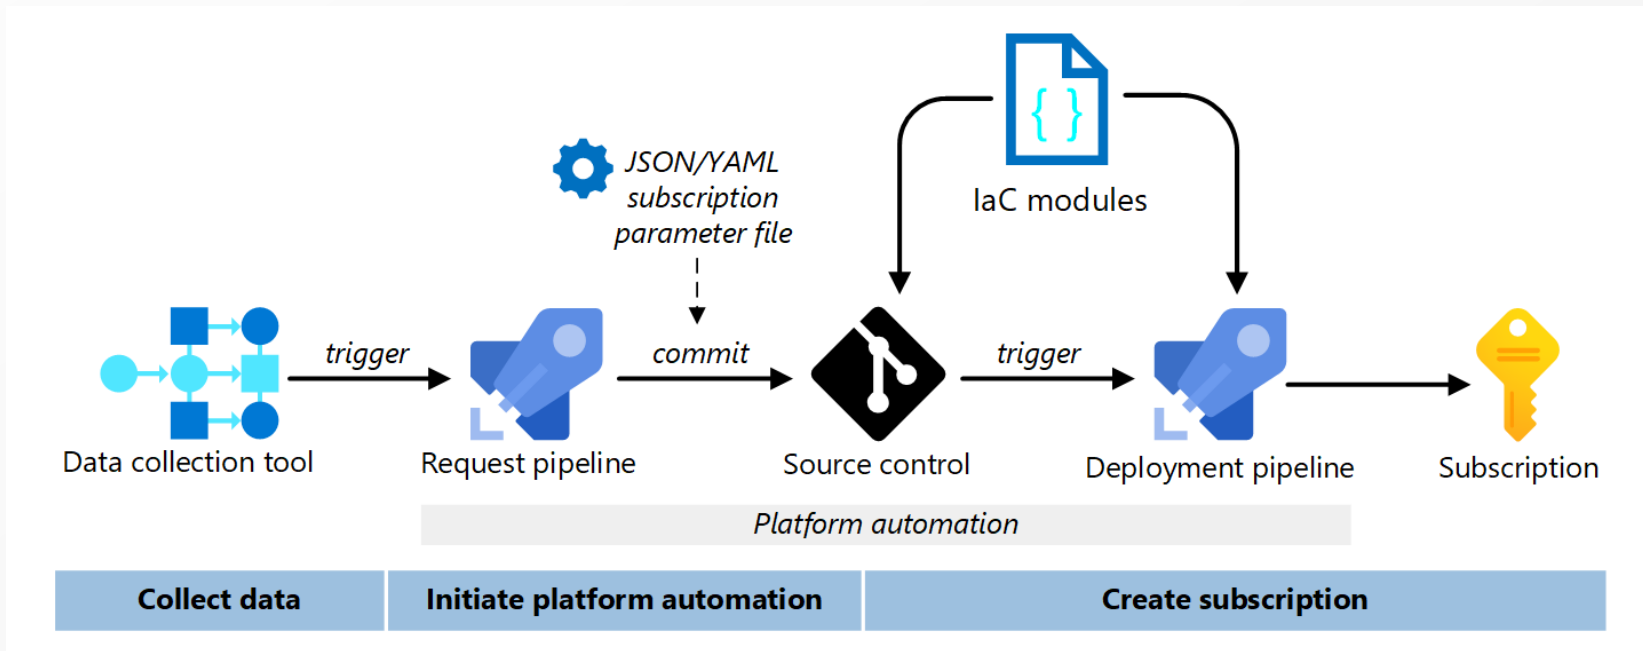 { }
IaC modules
JSON/YAML
subscription
parameter file
trigger
commit
trigger
Data collection tool
Request pipeline
Source control
Deployment pipeline
Subscription
Platform automation
Collect data
Initiate platform automation
Create subscription